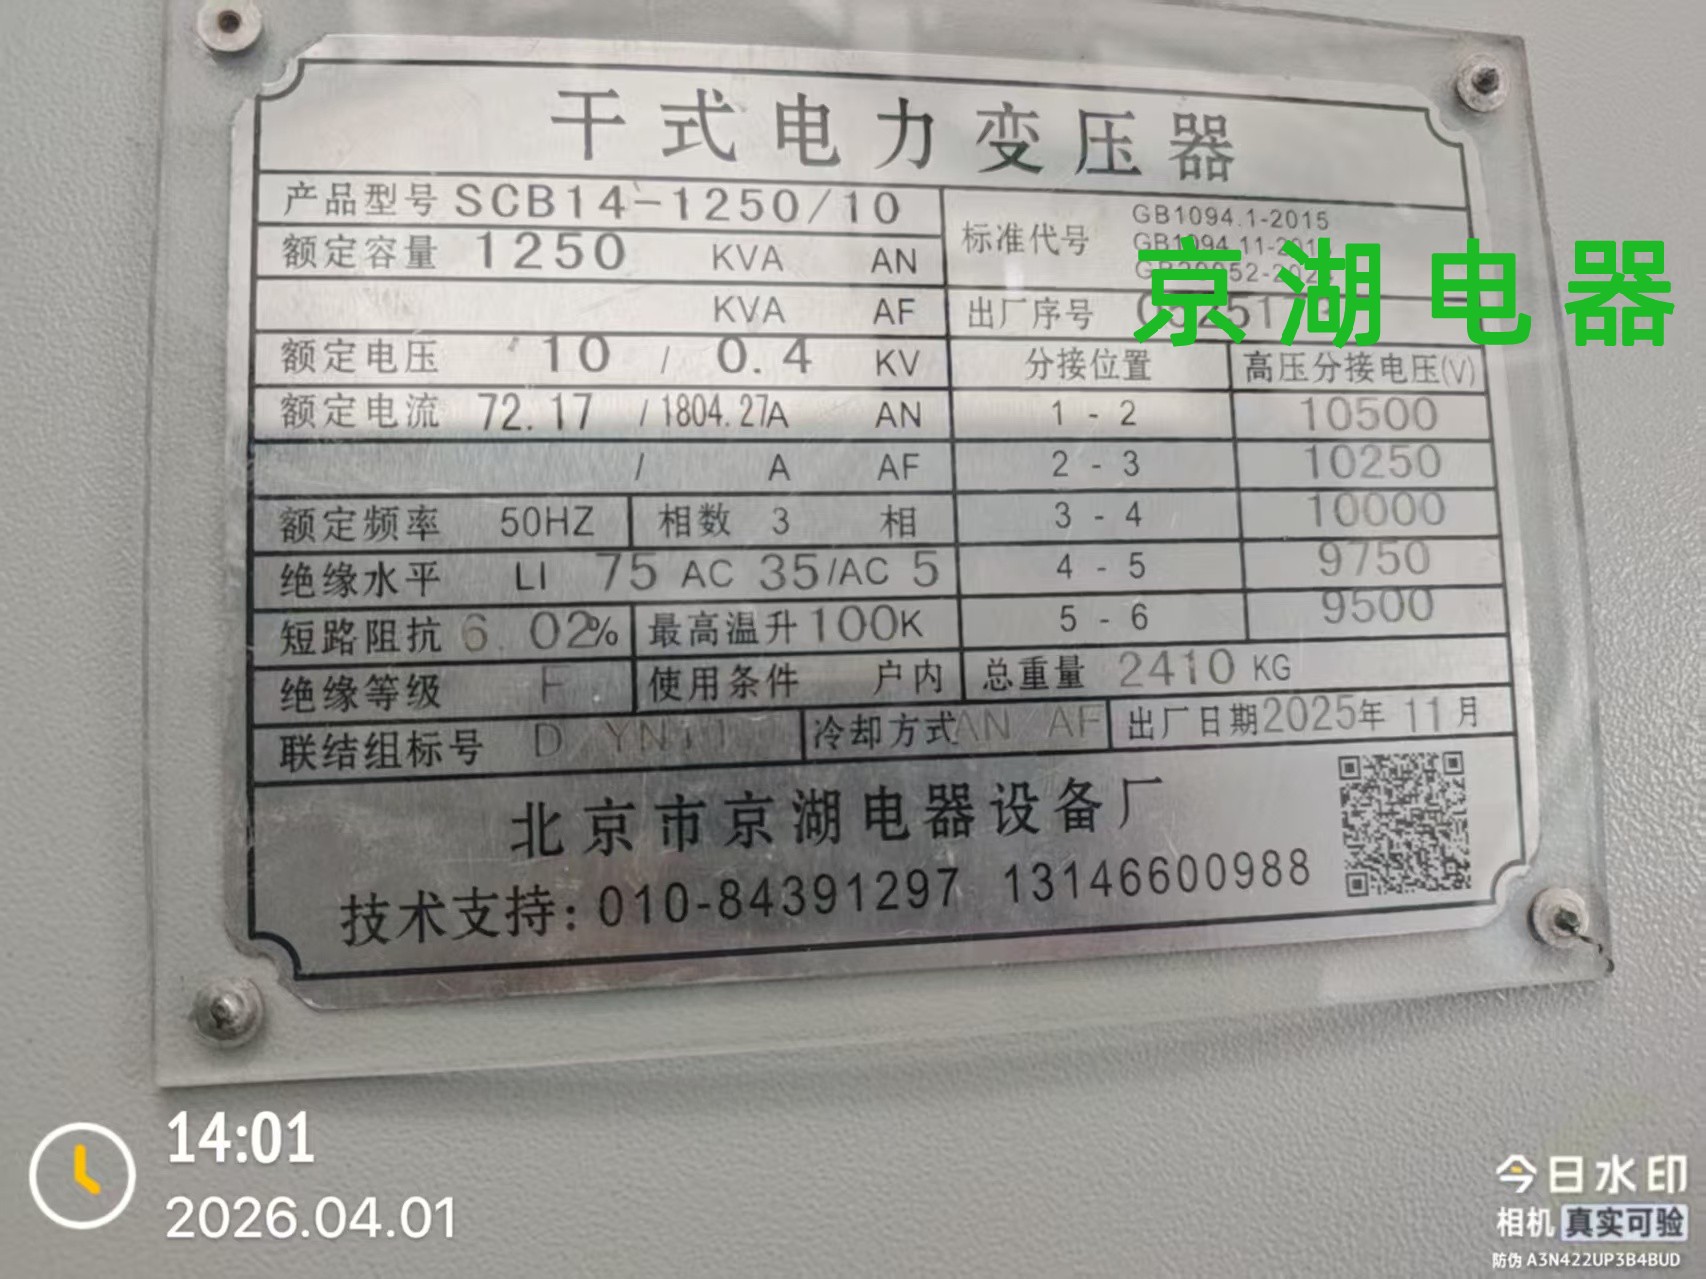 干式电力变压器
产品型号 SCB14-1250/10
额定容量 1250 KVA AN
KVA AF
额定电压 10 / 0.4 KV
额定电流 72.17 / 1804.27A AN
/ A AF
额定频率 50HZ 相数 3 相
绝缘水平 LI 75 AC 35/AC 5
短路阻抗 6.02% 最高温升 100K
绝缘等级 F 使用条件 户内
联结组标号 D YN11 冷却方式 AN/AF
标准代号 GB1094.1-2015
GB1094.11-
出厂序号
京湖电器
分接位置 高压分接电压(V)
1 - 2 10500
2 - 3 10250
3 - 4 10000
4 - 5 9750
5 - 6 9500
总重量 2410 KG
出厂日期 2025年 11月
北京市京湖电器设备厂
技术支持: 010-84391297 13146600988
14:01
2026.04.01
今日水印
相机 真实可验
防伪 A3N422UP3B4BUD